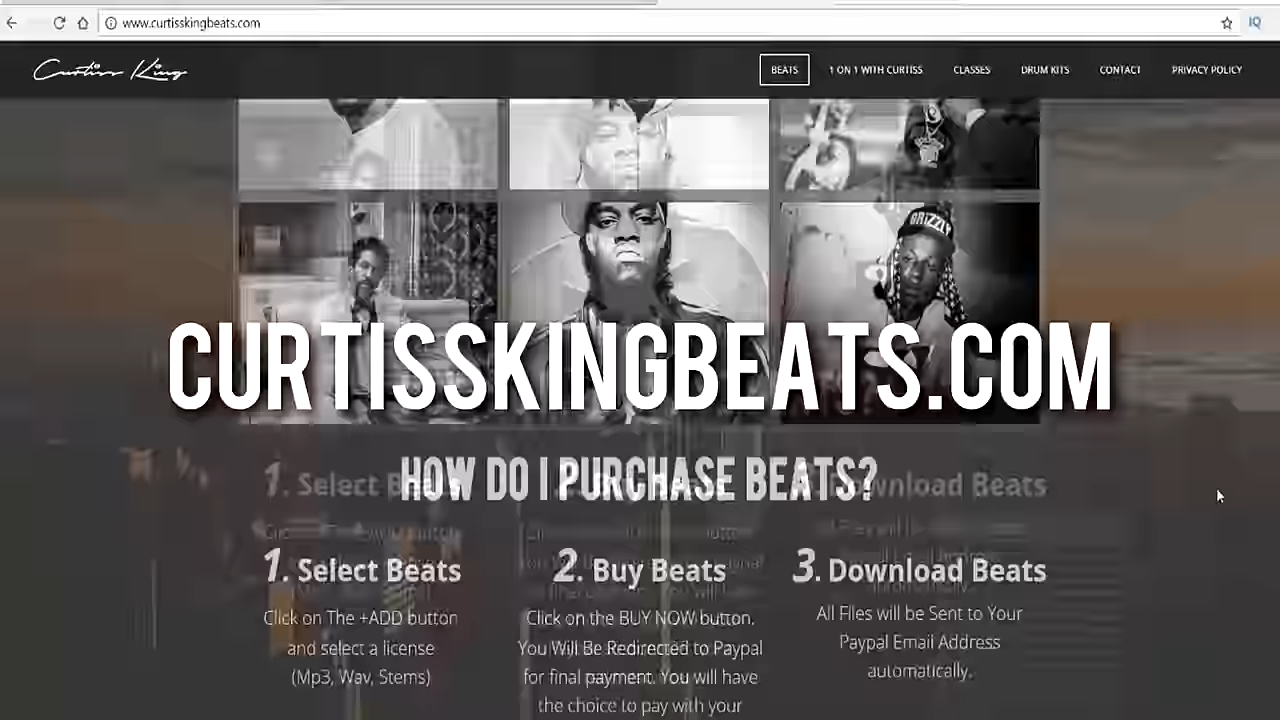 www.curtisskingbeats.com
IQ
Curtiss King
BEATS
1 ON 1 WITH CURTISS
CLASSES
DRUM KITS
CONTACT
PRIVACY POLICY
GRIZZLY
CURTISSKINGBEATS.COM
HOW DO I PURCHASE BEATS?
1. Select Beats
Click on The +ADD button
and select a license
(Mp3, Wav, Stems)
2. Buy Beats
Click on the BUY NOW button.
You Will Be Redirected to Paypal
for final payment. You will have
the choice to pay with your
3. Download Beats
All Files will be Sent to Your
Paypal Email Address
automatically.